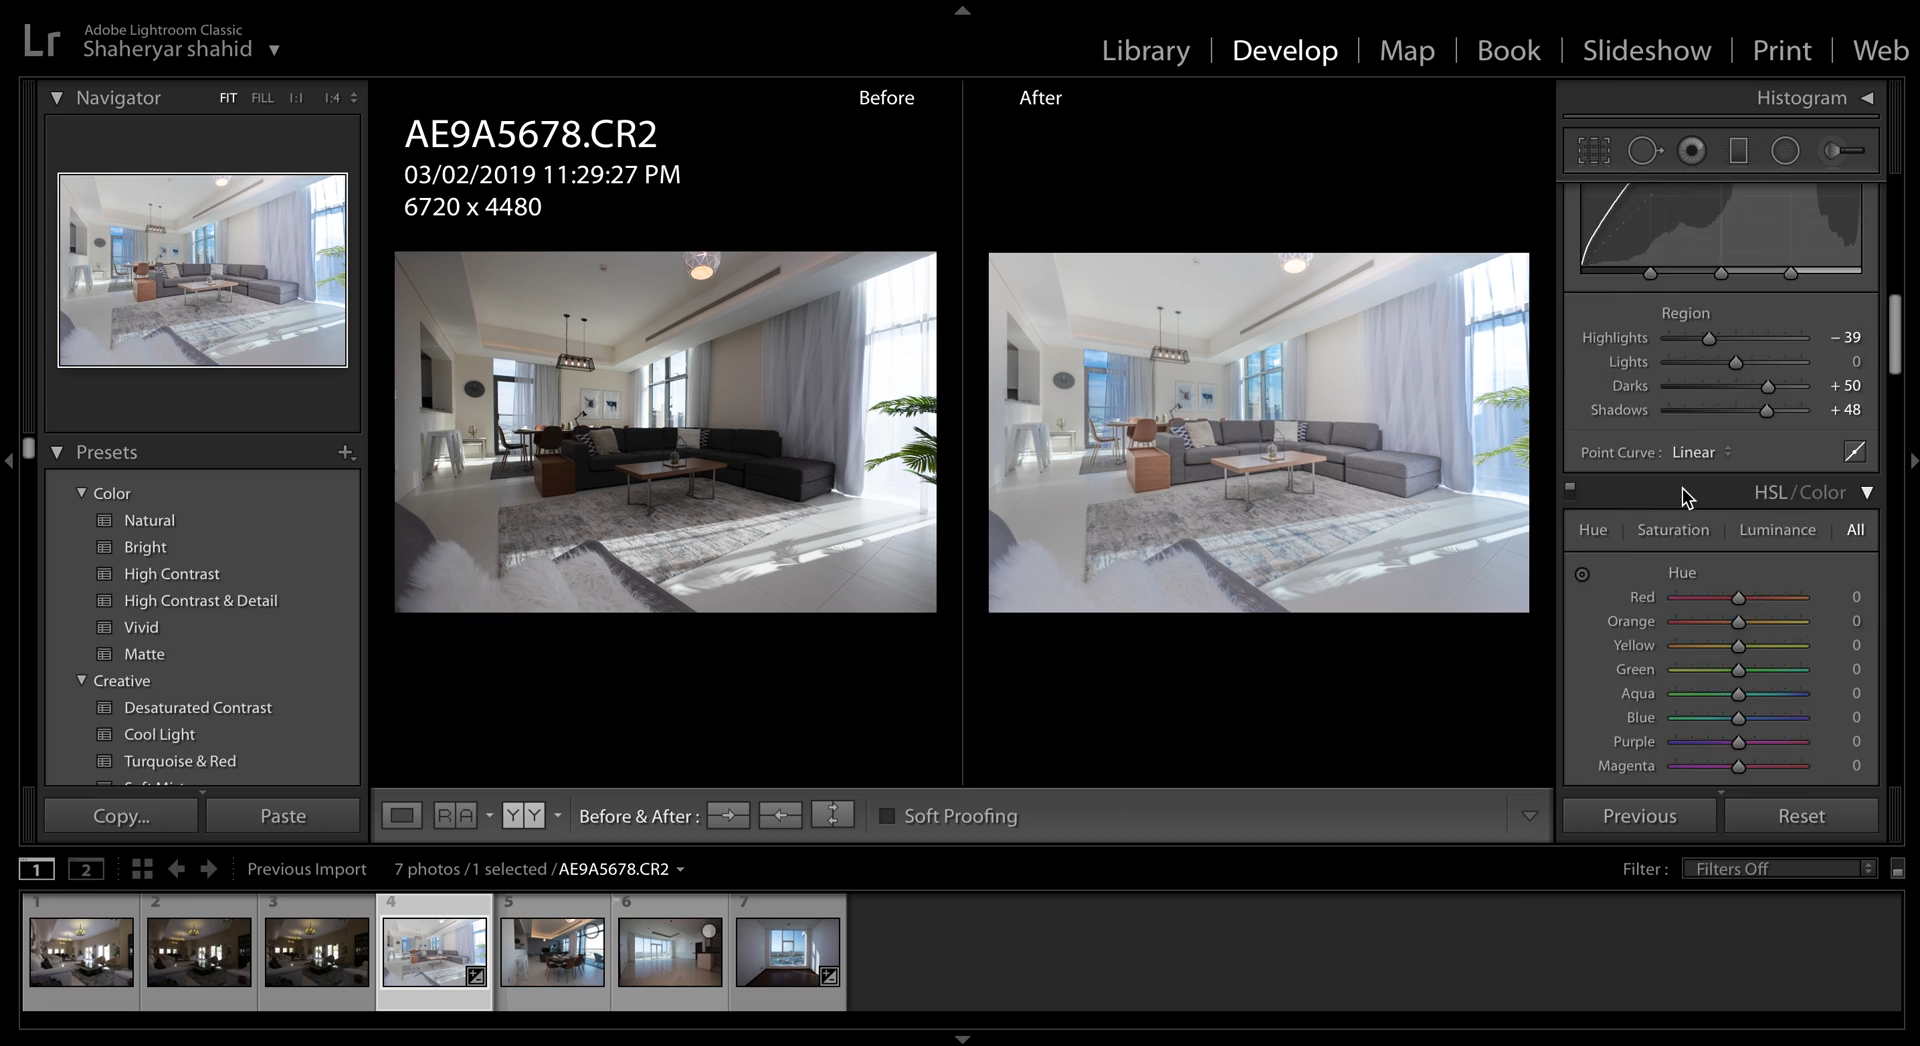 Lr
Adobe Lightroom Classic
Shaheryar shahid
Library | Develop | Map | Book | Slideshow | Print | Web
Navigator FIT FILL 1:1 1:4
Before
After
Histogram
AE9A5678.CR2
03/02/2019 11:29:27 PM
6720 x 4480
Region
Highlights − 39
Lights 0
Darks + 50
Shadows + 48
Point Curve : Linear
Presets
Color
Natural
Bright
High Contrast
High Contrast & Detail
Vivid
Matte
Creative
Desaturated Contrast
Cool Light
Turquoise & Red
HSL / Color
Hue | Saturation | Luminance | All
Hue
Red 0
Orange 0
Yellow 0
Green 0
Aqua 0
Blue 0
Purple 0
Magenta 0
Copy...
Paste
R A
Y Y
Before & After :
Soft Proofing
Previous
Reset
1
2
Previous Import
7 photos / 1 selected / AE9A5678.CR2
Filter : Filters Off
1
2
3
4
5
6
7